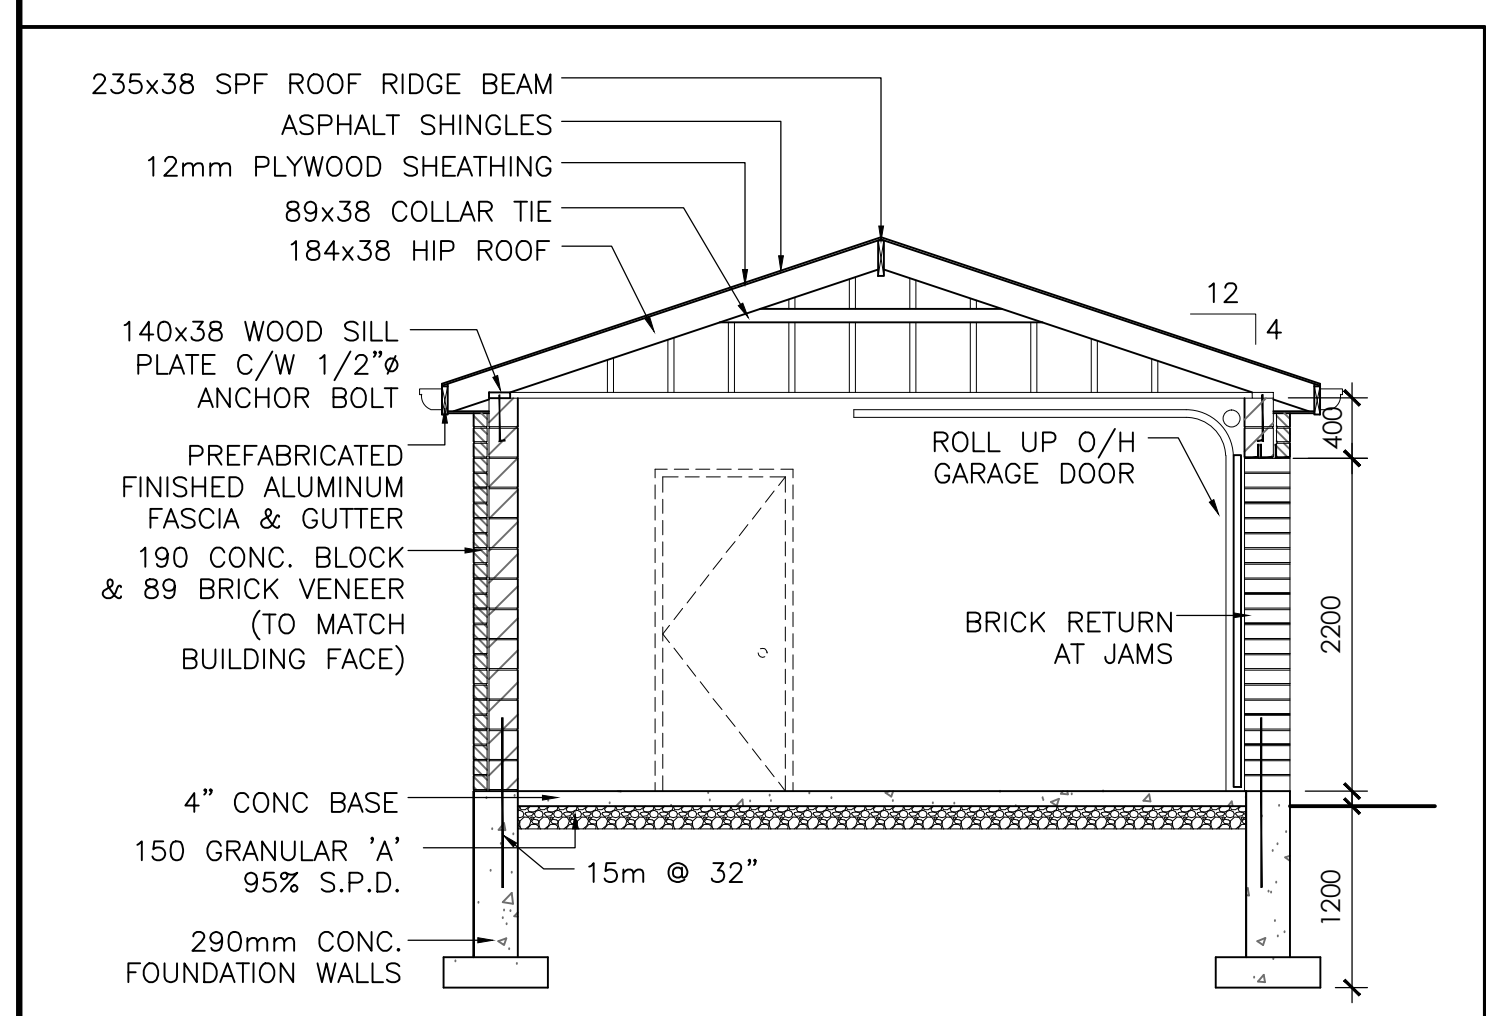 235x38 SPF ROOF RIDGE BEAM
ASPHALT SHINGLES
12mm PLYWOOD SHEATHING
89x38 COLLAR TIE
184x38 HIP ROOF
12
4
140x38 WOOD SILL
PLATE C/W 1/2"ø
ANCHOR BOLT
PREFABRICATED
FINISHED ALUMINUM
FASCIA & GUTTER
190 CONC. BLOCK
& 89 BRICK VENEER
(TO MATCH
BUILDING FACE)
ROLL UP O/H
GARAGE DOOR
400
BRICK RETURN
AT JAMS
2200
4" CONC BASE
150 GRANULAR 'A'
95% S.P.D.
15m @ 32"
290mm CONC.
FOUNDATION WALLS
1200